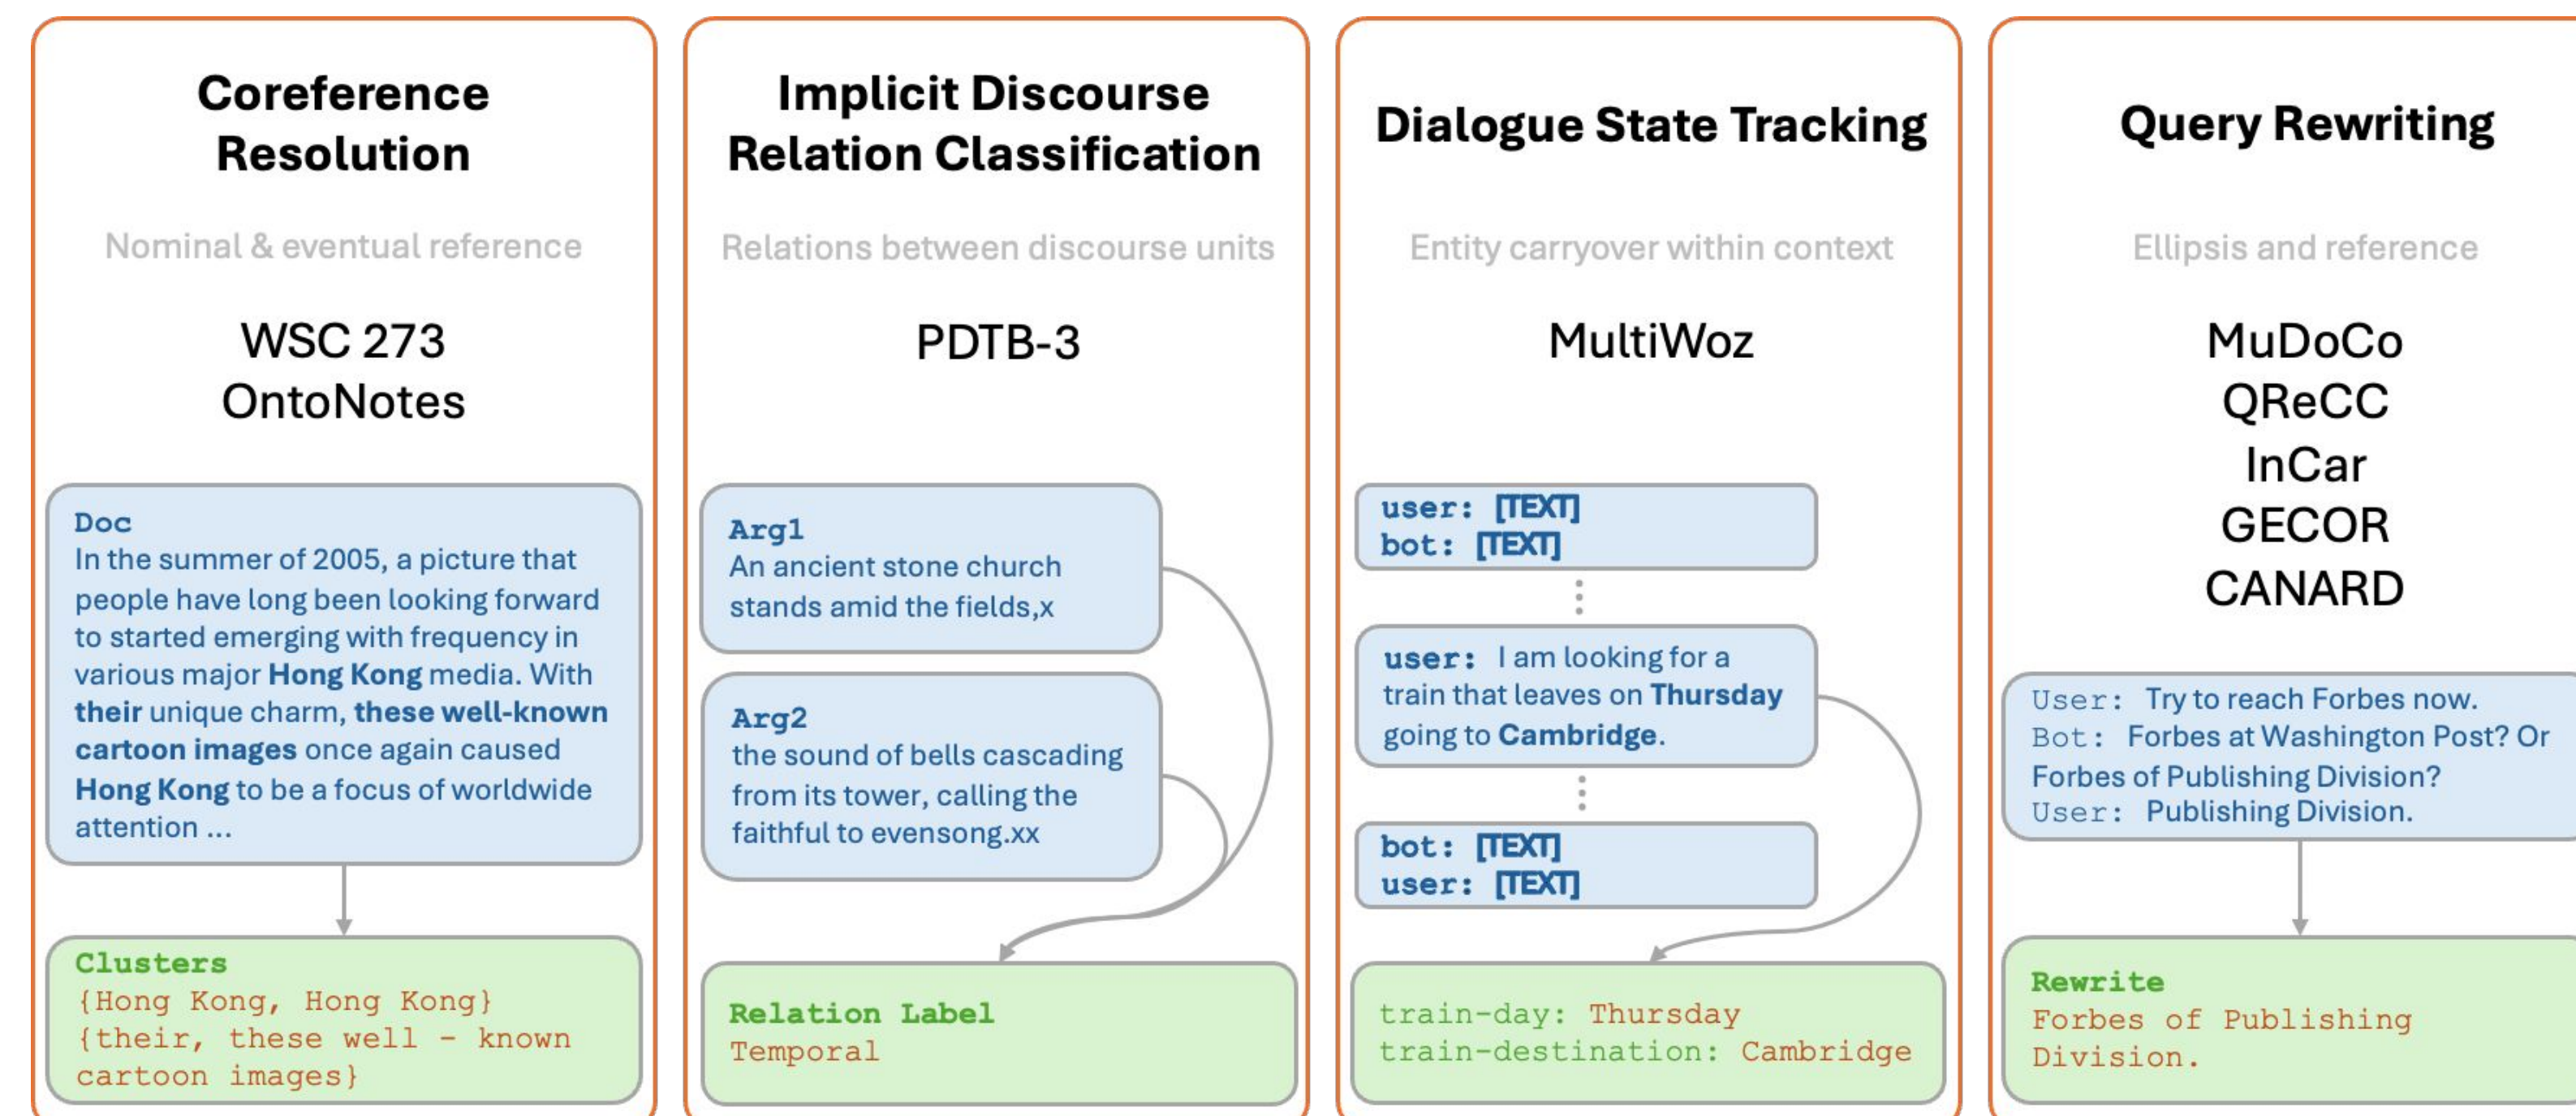 Coreference
Resolution
Nominal & eventual reference
WSC 273
OntoNotes
Doc
In the summer of 2005, a picture that
people have long been looking forward
to started emerging with frequency in
various major Hong Kong media. With
their unique charm, these well-known
cartoon images once again caused
Hong Kong to be a focus of worldwide
attention ...
Clusters
{Hong Kong, Hong Kong}
{their, these well - known
cartoon images}
Implicit Discourse
Relation Classification
Relations between discourse units
PDTB-3
Arg1
An ancient stone church
stands amid the fields,x
Arg2
the sound of bells cascading
from its tower, calling the
faithful to evensong.xx
Relation Label
Temporal
Dialogue State Tracking
Entity carryover within context
MultiWoz
user: [TEXT]
bot: [TEXT]
user: I am looking for a
train that leaves on Thursday
going to Cambridge.
bot: [TEXT]
user: [TEXT]
train-day: Thursday
train-destination: Cambridge
Query Rewriting
Ellipsis and reference
MuDoCo
QReCC
InCar
GECOR
CANARD
User: Try to reach Forbes now.
Bot: Forbes at Washington Post? Or
Forbes of Publishing Division?
User: Publishing Division.
Rewrite
Forbes of Publishing
Division.